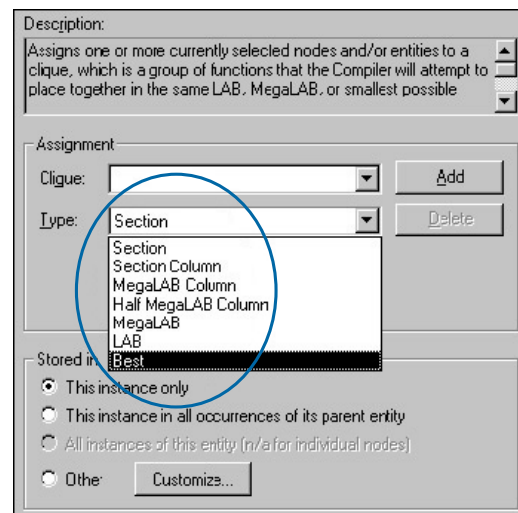 Description:
Assigns one or more currently selected nodes and/or entities to a
clique, which is a group of functions that the Compiler will attempt to
place together in the same LAB, MegaLAB, or smallest possible
Assignment
Clique:
Add
Type:
Section
Delete
Section
Section Column
MegaLAB Column
Half MegaLAB Column
MegaLAB
LAB
Best
Stored in
This instance only
This instance in all occurrences of its parent entity
All instances of this entity (n/a for individual nodes)
Other
Customize...